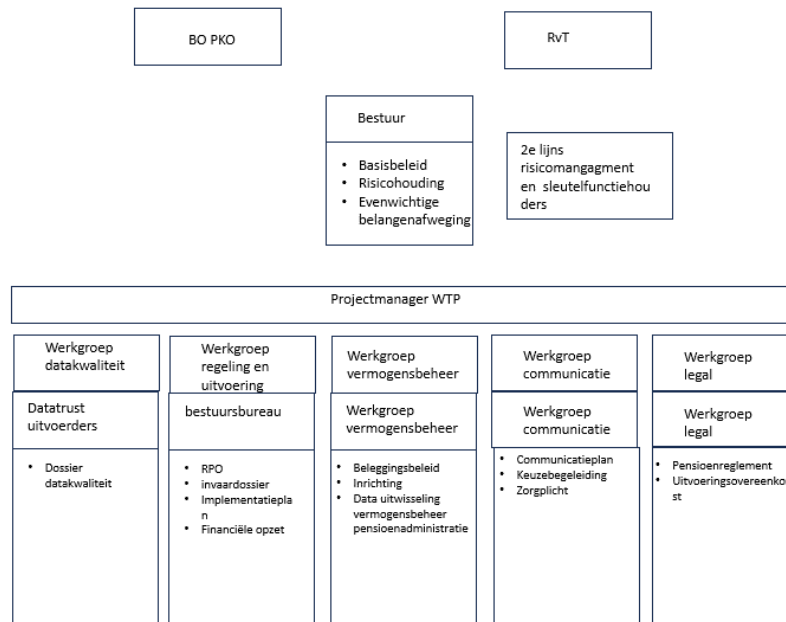 BO PKO
RvT
Bestuur
• Basisbeleid
• Risicohouding
• Evenwichtige
belangenafweging
2e lijns
risicomangagment
en sleutelfunctiehou
ders
Projectmanager WTP
Werkgroep
datakwaliteit
Datatrust
uitvoerders
• Dossier
datakwaliteit
Werkgroep
regeling en
uitvoering
bestuursbureau
• RPO
• invaardossier
• Implementatiepla
n
• Financiële opzet
Werkgroep
vermogensbeheer
Werkgroep
vermogensbeheer
• Beleggingsbeleid
• Inrichting
• Data uitwisseling
vermogensbeheer
pensioenadministratie
Werkgroep
communicatie
Werkgroep
communicatie
• Communicatieplan
• Keuzebegeleiding
• Zorgplicht
Werkgroep
legal
Werkgroep
legal
• Pensioenreglement
• Uitvoeringsovereenko
st